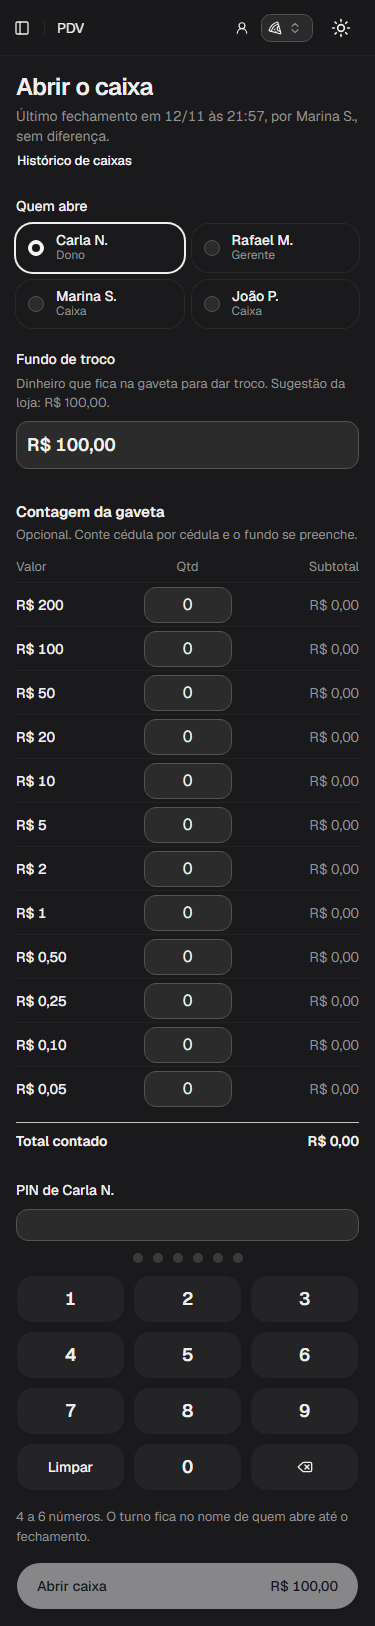 PDV
Abrir o caixa
Último fechamento em 12/11 às 21:57, por Marina S.,
sem diferença.
Histórico de caixas
Quem abre
Carla N.
Dono
Rafael M.
Gerente
Marina S.
Caixa
João P.
Caixa
Fundo de troco
Dinheiro que fica na gaveta para dar troco. Sugestão da
loja: R$ 100,00.
R$ 100,00
Contagem da gaveta
Opcional. Conte cédula por cédula e o fundo se preenche.
Valor Qtd Subtotal
R$ 200 0 R$ 0,00
R$ 100 0 R$ 0,00
R$ 50 0 R$ 0,00
R$ 20 0 R$ 0,00
R$ 10 0 R$ 0,00
R$ 5 0 R$ 0,00
R$ 2 0 R$ 0,00
R$ 1 0 R$ 0,00
R$ 0,50 0 R$ 0,00
R$ 0,25 0 R$ 0,00
R$ 0,10 0 R$ 0,00
R$ 0,05 0 R$ 0,00
Total contado R$ 0,00
PIN de Carla N.
1 2 3
4 5 6
7 8 9
Limpar 0
4 a 6 números. O turno fica no nome de quem abre até o
fechamento.
Abrir caixa R$ 100,00